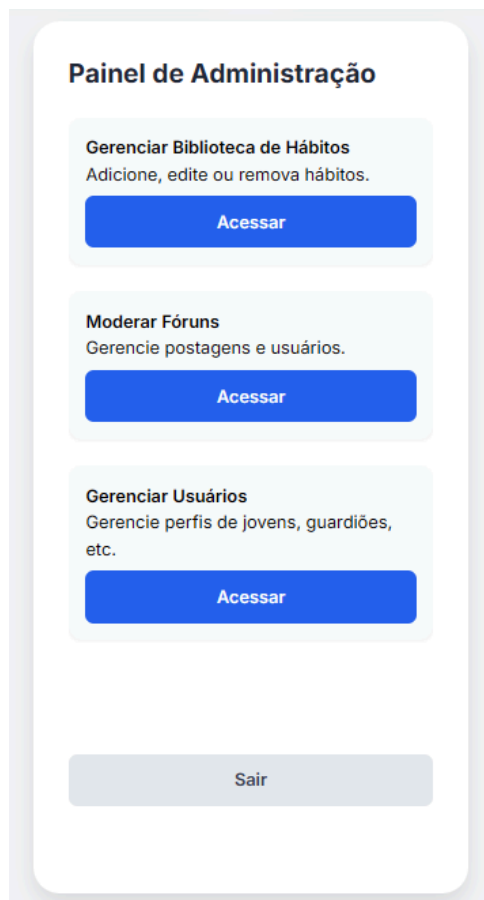 Painel de Administração
Gerenciar Biblioteca de Hábitos
Adicione, edite ou remova hábitos.
Acessar
Moderar Fóruns
Gerencie postagens e usuários.
Acessar
Gerenciar Usuários
Gerencie perfis de jovens, guardiões,
etc.
Acessar
Sair